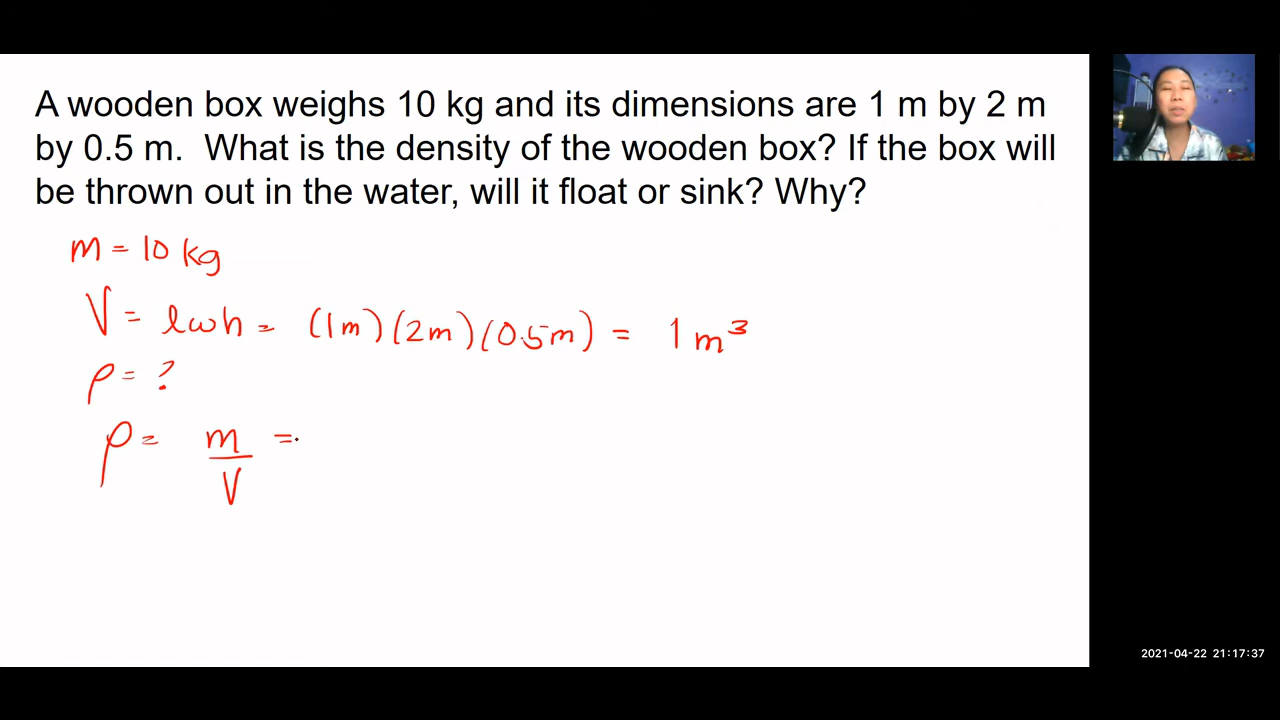 A wooden box weighs 10 kg and its dimensions are 1 m by 2 m
by 0.5 m.  What is the density of the wooden box? If the box will
be thrown out in the water, will it float or sink? Why?
m = 10 kg
V = lwh = (1m)(2m)(0.5m) = 1 m³
ρ = ?
ρ = m/V =
2021-04-22 21:17:37